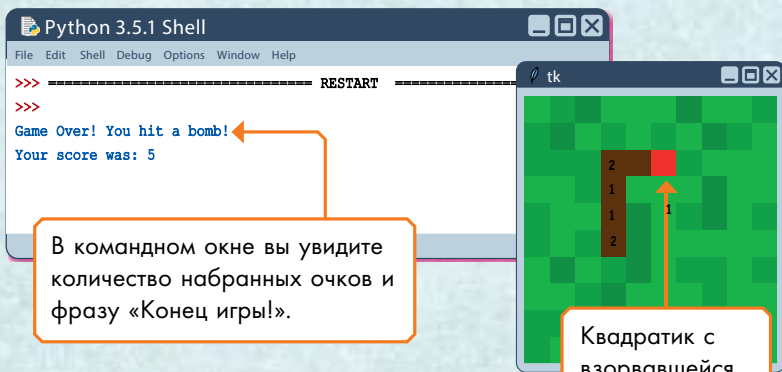 Python 3.5.1 Shell
File Edit Shell Debug Options Window Help
>>> ================================ RESTART ================
>>>
Game Over! You hit a bomb!
Your score was: 5
В командном окне вы увидите
количество набранных очков и
фразу «Конец игры!».
tk
2
1
1
1
2
Квадратик с
взорвавшейся